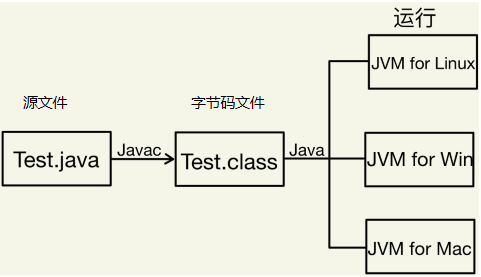 运行
JVM for Linux
源文件
字节码文件
Test.java
Javac
Test.class
Java
JVM for Win
JVM for Mac